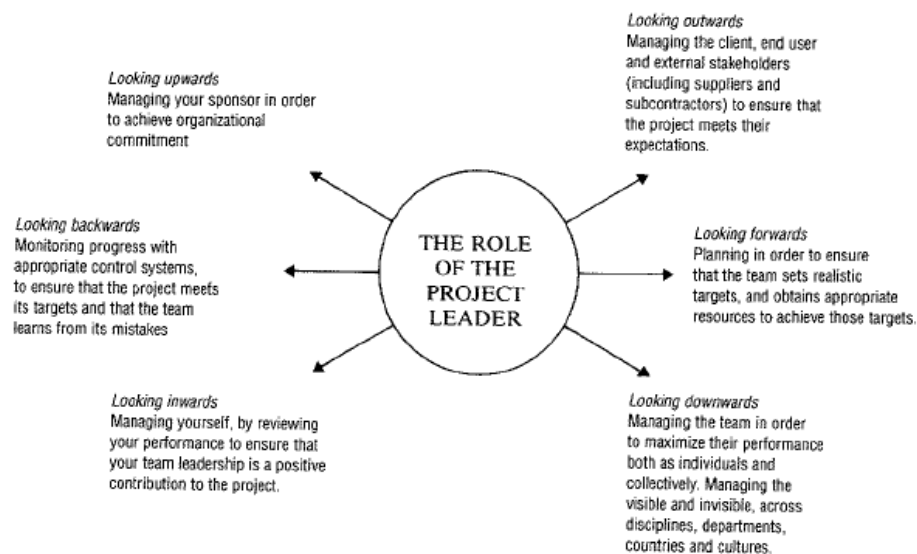 Looking upwards
Managing your sponsor in order
to achieve organizational
commitment
Looking outwards
Managing the client, end user
and external stakeholders
(including suppliers and
subcontractors) to ensure that
the project meets their
expectations.
Looking backwards
Monitoring progress with
appropriate control systems,
to ensure that the project meets
its targets and that the team
learns from its mistakes
THE ROLE
OF THE
PROJECT
LEADER
Looking forwards
Planning in order to ensure
that the team sets realistic
targets, and obtains appropriate
resources to achieve those targets.
Looking inwards
Managing yourself, by reviewing
your performance to ensure that
your team leadership is a positive
contribution to the project.
Looking downwards
Managing the team in order
to maximize their performance
both as individuals and
collectively. Managing the
visible and invisible, across
disciplines, departments,
countries and cultures.